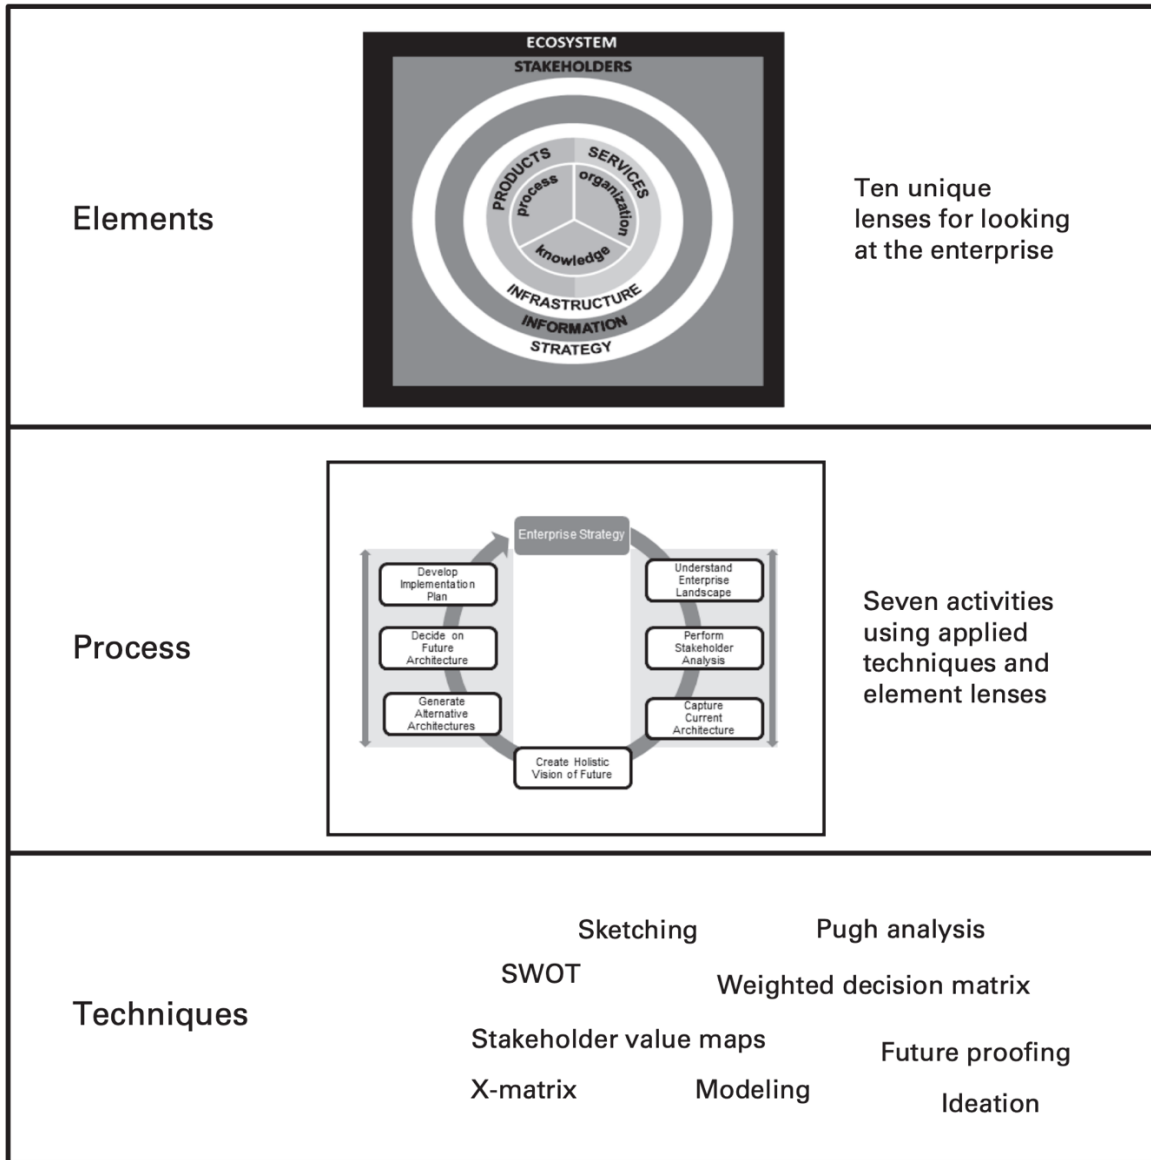 ECOSYSTEM
STAKEHOLDERS
PRODUCTS
SERVICES
process
organization
knowledge
INFRASTRUCTURE
INFORMATION
STRATEGY
Elements
Ten unique
lenses for looking
at the enterprise
Enterprise Strategy
Develop
Implementation
Plan
Understand
Enterprise
Landscape
Decide on
Future
Architecture
Perform
Stakeholder
Analysis
Generate
Alternative
Architectures
Capture
Current
Architecture
Create Holistic
Vision of Future
Process
Seven activities
using applied
techniques and
element lenses
Techniques
Sketching
Pugh analysis
SWOT
Weighted decision matrix
Stakeholder value maps
Future proofing
X-matrix
Modeling
Ideation